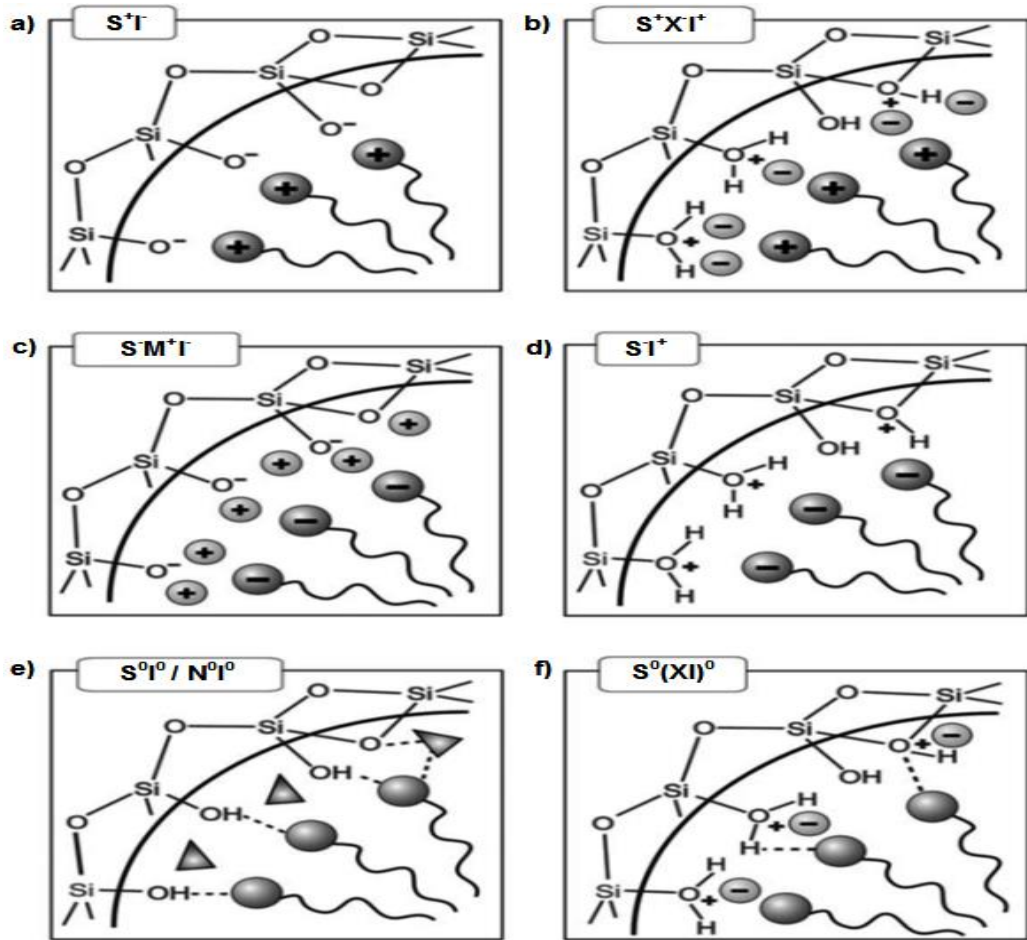 a) S⁺I⁻
O Si
O Si O
O⁻
Si O⁻ +
O +
Si O⁻ +
b) S⁺X⁻I⁺
O Si
O Si O H −
+ −
OH
Si O H +
+ −
O H +
H
Si O + −
H − +
c) S⁻M⁺I⁻
O Si
O Si O +
O⁻ +
Si + −
O⁻
O + −
Si O⁻ + −
+
d) S⁻I⁺
O Si
O Si O
+ H
OH
Si O H −
+
O H −
H
Si O + −
H
e) S⁰I⁰ / N⁰I⁰
O Si
O Si O
OH
Si OH
O
Si OH
f) S⁰(XI)⁰
O Si
O Si O + −
H
OH
Si H
O + −
O H
H
Si O + −
H